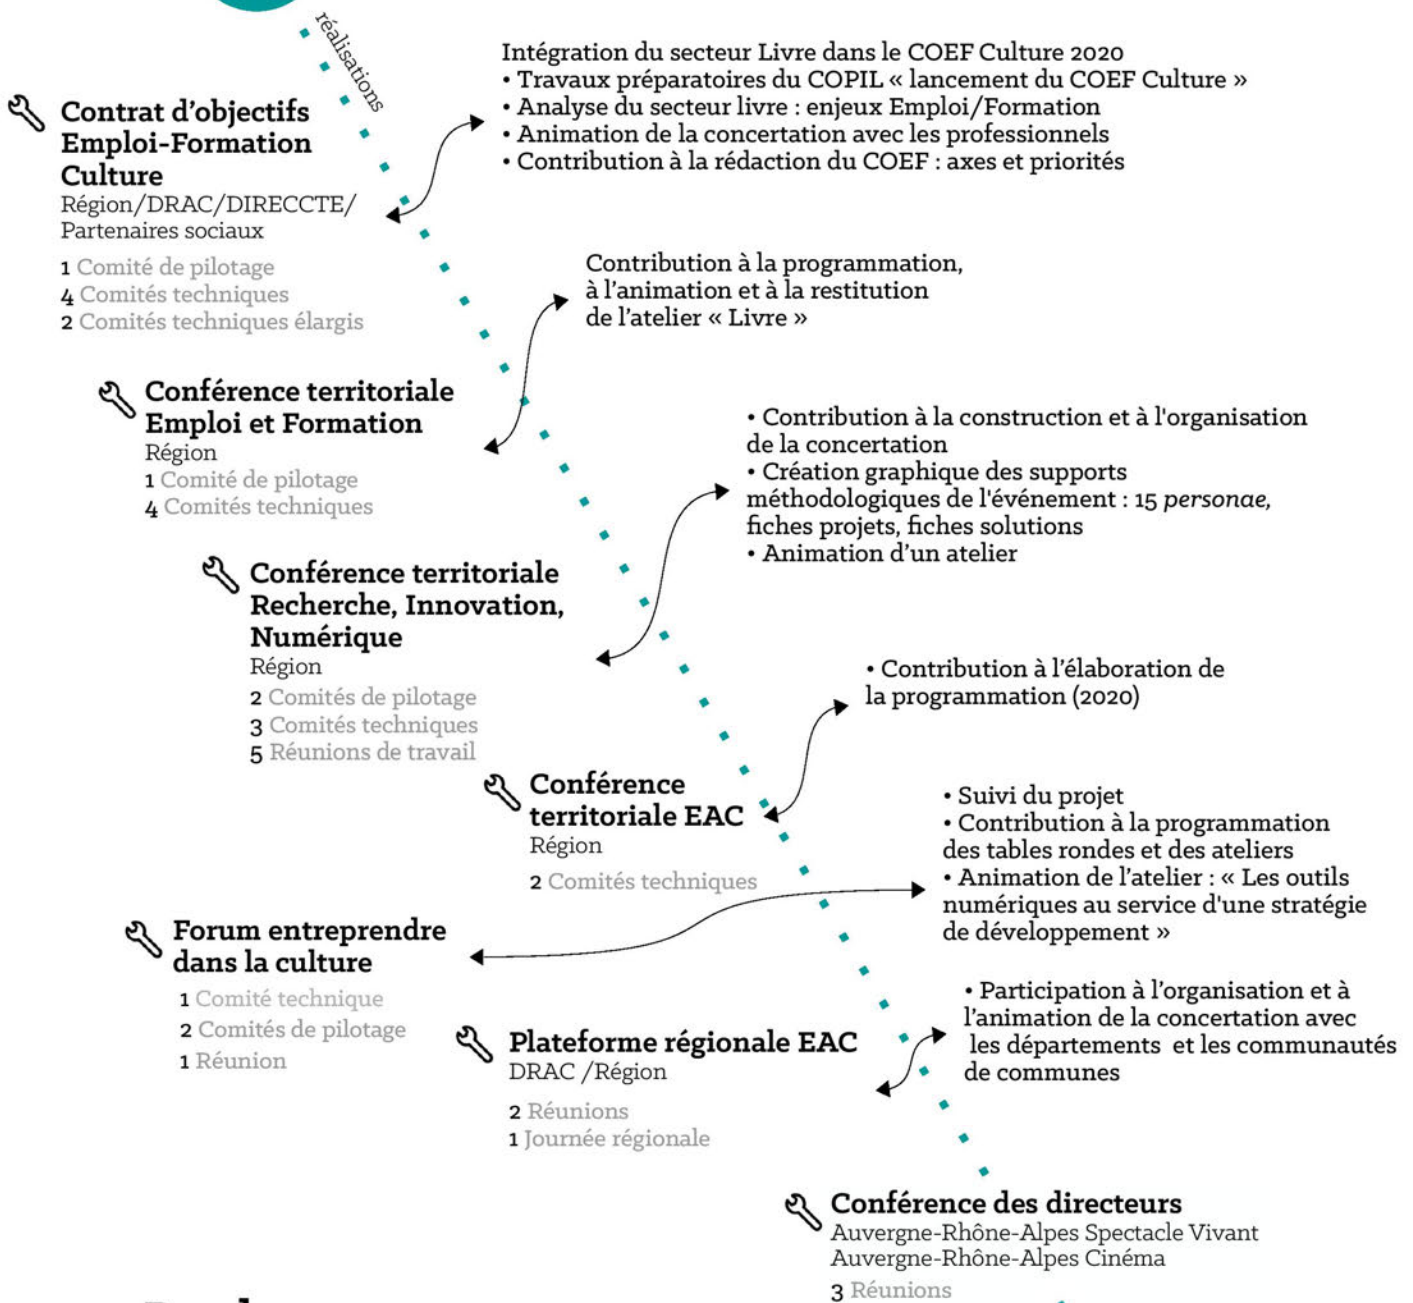 réalisations
Intégration du secteur Livre dans le COEF Culture 2020
• Travaux préparatoires du COPIL « lancement du COEF Culture »
• Analyse du secteur livre : enjeux Emploi/Formation
• Animation de la concertation avec les professionnels
• Contribution à la rédaction du COEF : axes et priorités
Contrat d'objectifs
Emploi-Formation
Culture
Région/DRAC/DIRECCTE/
Partenaires sociaux
1 Comité de pilotage
4 Comités techniques
2 Comités techniques élargis
Contribution à la programmation,
à l'animation et à la restitution
de l'atelier « Livre »
Conférence territoriale
Emploi et Formation
Région
1 Comité de pilotage
4 Comités techniques
• Contribution à la construction et à l'organisation
de la concertation
• Création graphique des supports
méthodologiques de l'événement : 15 personae,
fiches projets, fiches solutions
• Animation d'un atelier
Conférence territoriale
Recherche, Innovation,
Numérique
Région
2 Comités de pilotage
3 Comités techniques
5 Réunions de travail
• Contribution à l'élaboration de
la programmation (2020)
Conférence
territoriale EAC
Région
2 Comités techniques
• Suivi du projet
• Contribution à la programmation
des tables rondes et des ateliers
• Animation de l'atelier : « Les outils
numériques au service d'une stratégie
de développement »
Forum entreprendre
dans la culture
1 Comité technique
2 Comités de pilotage
1 Réunion
• Participation à l'organisation et à
l'animation de la concertation avec
les départements et les communautés
de communes
Plateforme régionale EAC
DRAC /Région
2 Réunions
1 Journée régionale
Conférence des directeurs
Auvergne-Rhône-Alpes Spectacle Vivant
Auvergne-Rhône-Alpes Cinéma
3 Réunions